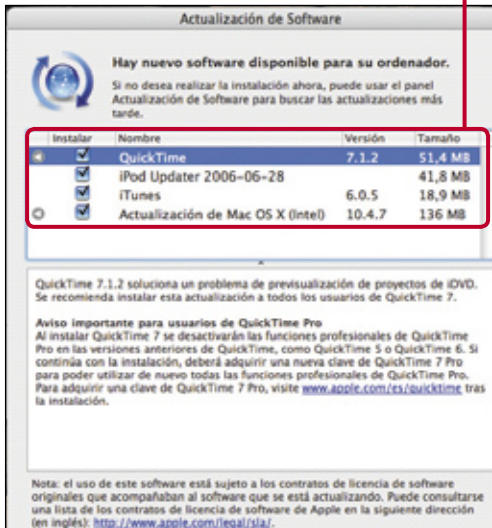 Actualización de Software
Hay nuevo software disponible para su ordenador.
Si no desea realizar la instalación ahora, puede usar el panel
Actualización de Software para buscar las actualizaciones más
tarde.
Instalar Nombre Versión Tamaño
QuickTime 7.1.2 51,4 MB
iPod Updater 2006-06-28 41,8 MB
iTunes 6.0.5 18,9 MB
Actualización de Mac OS X (Intel) 10.4.7 136 MB
QuickTime 7.1.2 soluciona un problema de previsualización de proyectos de iDVD.
Se recomienda instalar esta actualización a todos los usuarios de QuickTime 7.
Aviso importante para usuarios de QuickTime Pro
Al instalar QuickTime 7 se desactivarán las funciones profesionales de QuickTime
Pro en las versiones anteriores de QuickTime, como QuickTime 5 o QuickTime 6. Si
continúa con la instalación, deberá adquirir una nueva clave de QuickTime 7 Pro
para poder utilizar de nuevo todas las funciones profesionales de QuickTime Pro.
Para adquirir una clave de QuickTime 7 Pro, visite www.apple.com/es/quicktime tras
la instalación.
Nota: el uso de este software está sujeto a los contratos de licencia de software
originales que acompañaban al software que se está actualizando. Puede consultarse
una lista de los contratos de licencia de software de Apple en la siguiente dirección
(en inglés): http://www.apple.com/legal/sla/.